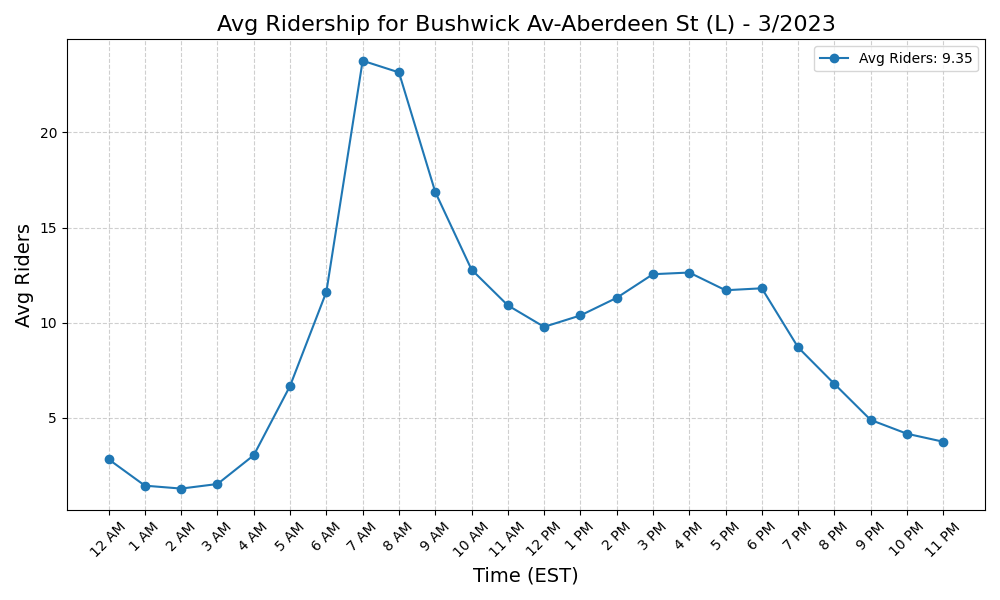 Avg Ridership for Bushwick Av-Aberdeen St (L) - 3/2023
Avg Riders: 9.35
Avg Riders
20
15
10
5
12 AM
1 AM
2 AM
3 AM
4 AM
5 AM
6 AM
7 AM
8 AM
9 AM
10 AM
11 AM
12 PM
1 PM
2 PM
3 PM
4 PM
5 PM
6 PM
7 PM
8 PM
9 PM
10 PM
11 PM
Time (EST)